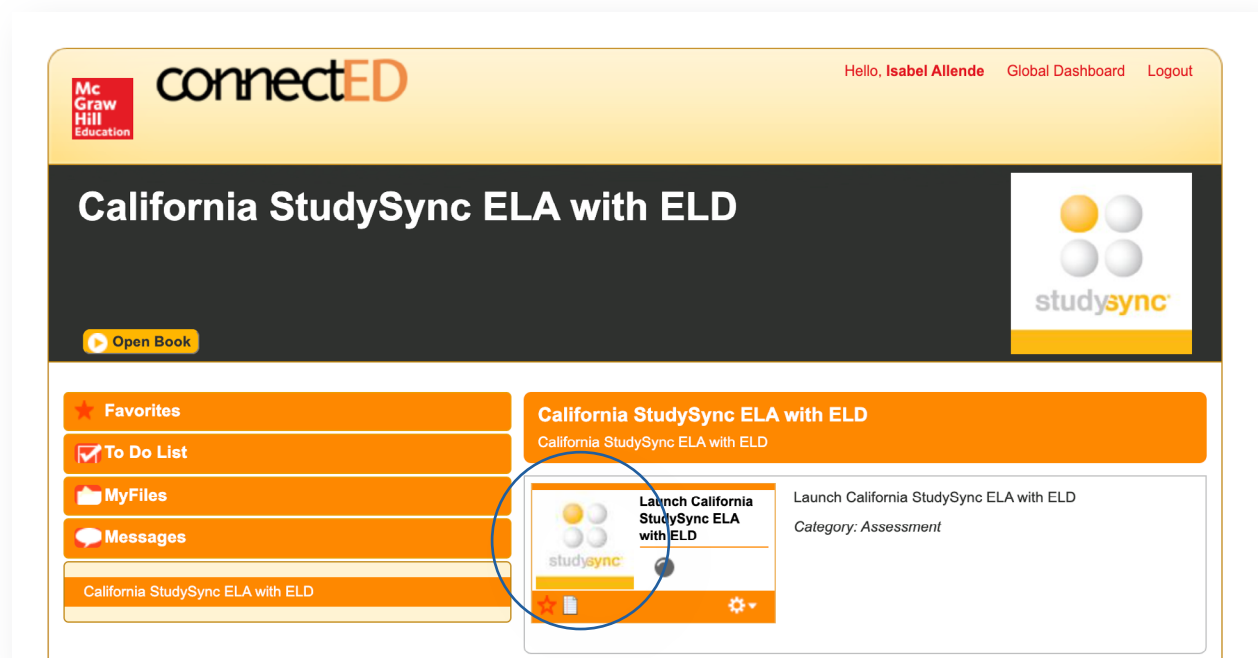 Mc
Graw
Hill
Education
connectED
Hello, Isabel Allende Global Dashboard Logout
California StudySync ELA with ELD
studysync
Open Book
Favorites
To Do List
MyFiles
Messages
California StudySync ELA with ELD
California StudySync ELA with ELD
California StudySync ELA with ELD
studysync
Launch California
StudySync ELA
with ELD
Launch California StudySync ELA with ELD
Category: Assessment